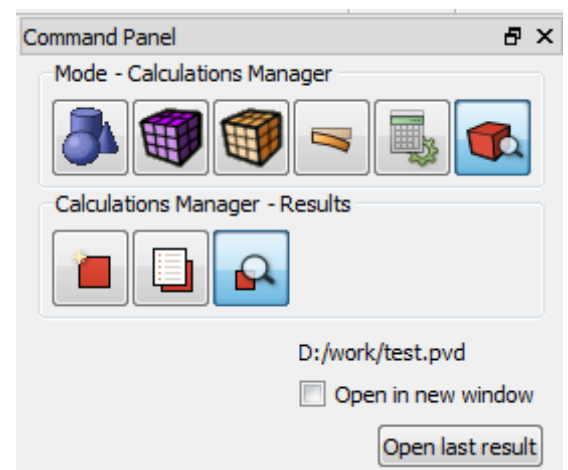 Command Panel
Mode - Calculations Manager
Calculations Manager - Results
D:/work/test.pvd
Open in new window
Open last result